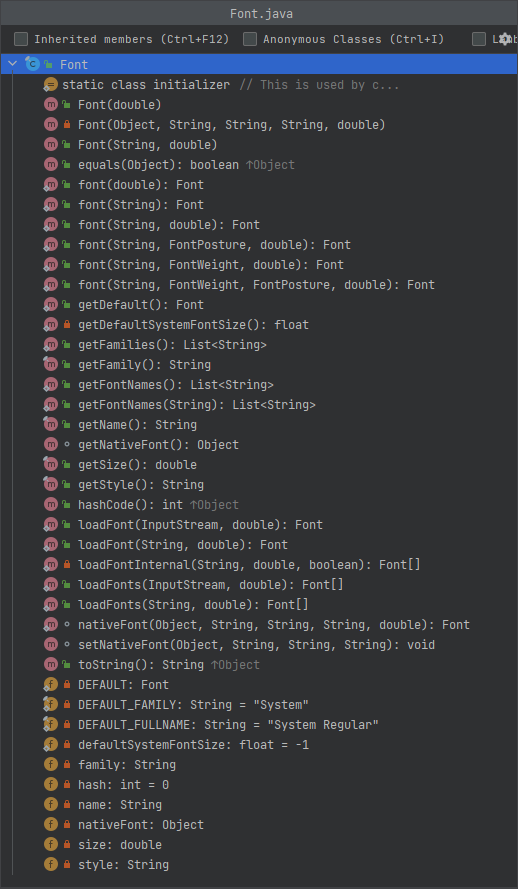 Font.java
Inherited members (Ctrl+F12) Anonymous Classes (Ctrl+I)
Font
static class initializer // This is used by c...
Font(double)
Font(Object, String, String, String, double)
Font(String, double)
equals(Object): boolean ↑Object
font(double): Font
font(String): Font
font(String, double): Font
font(String, FontPosture, double): Font
font(String, FontWeight, double): Font
font(String, FontWeight, FontPosture, double): Font
getDefault(): Font
getDefaultSystemFontSize(): float
getFamilies(): List<String>
getFamily(): String
getFontNames(): List<String>
getFontNames(String): List<String>
getName(): String
getNativeFont(): Object
getSize(): double
getStyle(): String
hashCode(): int ↑Object
loadFont(InputStream, double): Font
loadFont(String, double): Font
loadFontInternal(String, double, boolean): Font[]
loadFonts(InputStream, double): Font[]
loadFonts(String, double): Font[]
nativeFont(Object, String, String, String, double): Font
setNativeFont(Object, String, String, String): void
toString(): String ↑Object
DEFAULT: Font
DEFAULT_FAMILY: String = "System"
DEFAULT_FULLNAME: String = "System Regular"
defaultSystemFontSize: float = -1
family: String
hash: int = 0
name: String
nativeFont: Object
size: double
style: String